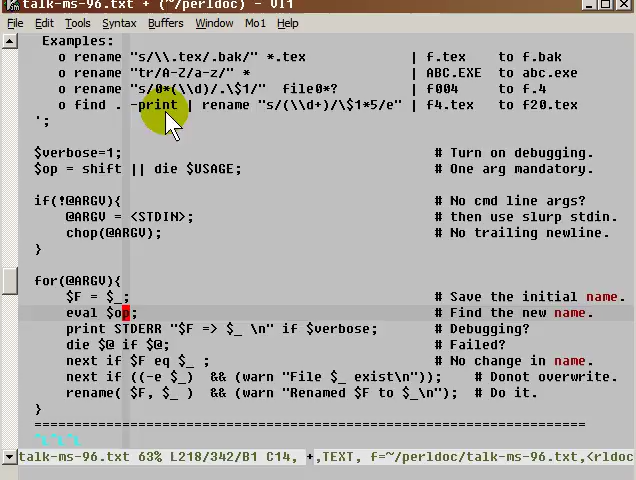 talk-ms-96.txt + (~/perldoc) - VI1
File Edit Tools Syntax Buffers Window Mo1 Help
Examples:
o rename "s/\\.tex/.bak/" *.tex | f.tex to f.bak
o rename "tr/A-Z/a-z/" * | ABC.EXE to abc.exe
o rename "s/0*(\\d)/.\$1/" file0*? | f004 to f.4
o find . -print | rename "s/(\\d+)/\$1*5/e" | f4.tex to f20.tex
';
$verbose=1; # Turn on debugging.
$op = shift || die $USAGE; # One arg mandatory.
if(!@ARGV){ # No cmd line args?
@ARGV = <STDIN>; # then use slurp stdin.
chop(@ARGV); # No trailing newline.
}
for(@ARGV){
$F = $_; # Save the initial name.
eval $op; # Find the new name.
print STDERR "$F => $_ \n" if $verbose; # Debugging?
die $@ if $@; # Failed?
next if $F eq $_ ; # No change in name.
next if ((-e $_) && (warn "File $_ exist\n")); # Donot overwrite.
rename( $F, $_ ) && (warn "Renamed $F to $_\n"); # Do it.
}
======================================================================
^L^L^L
talk-ms-96.txt 63% L218/342/B1 C14, +,TEXT, f=~/perldoc/talk-ms-96.txt,<rldoc